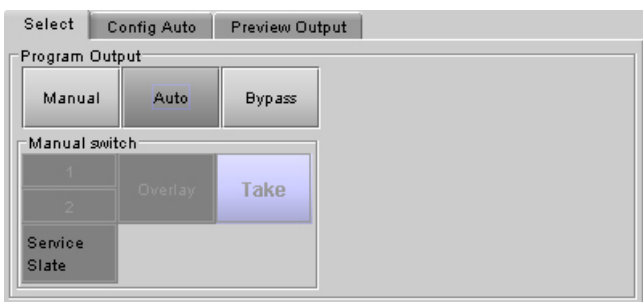 Select Config Auto Preview Output
Program Output
Manual Auto Bypass
Manual switch
1
Overlay Take
2
Service
Slate